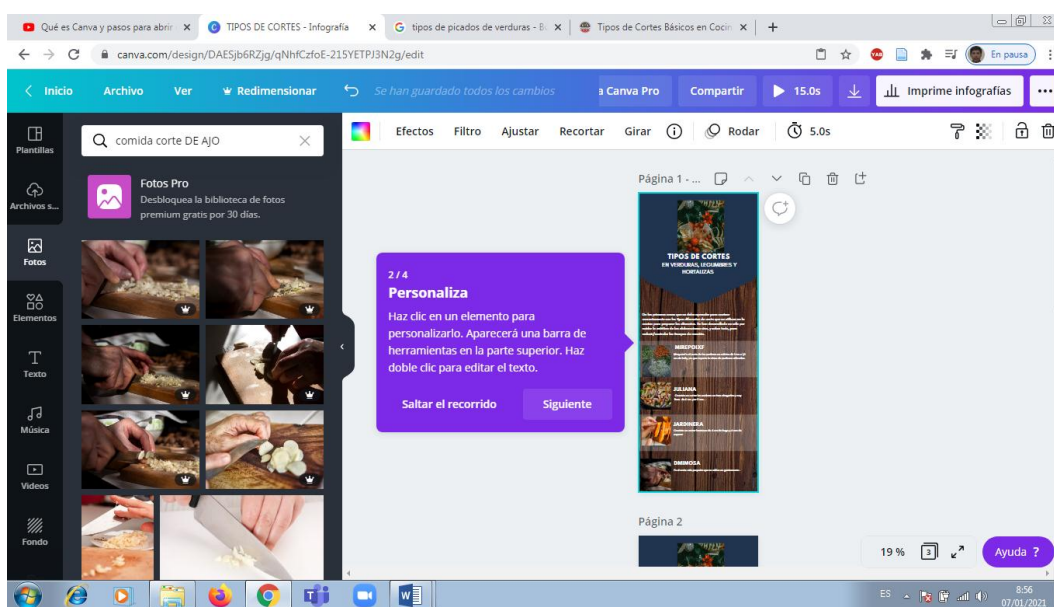 Qué es Canva y pasos para abrir
TIPOS DE CORTES - Infografía
tipos de picados de verduras - B
Tipos de Cortes Básicos en Cocin
canva.com/design/DAESjb6RZjg/qNhfCzfoE-215YETPJ3N2g/edit
En pausa
Inicio
Archivo
Ver
Redimensionar
Se han guardado todos los cambios
a Canva Pro
Compartir
15.0s
Imprime infografías
Plantillas
Archivos s...
Fotos
Elementos
Texto
Música
Videos
Fondo
comida corte DE AJO
Fotos Pro
Desbloquea la biblioteca de fotos
premium gratis por 30 días.
Efectos
Filtro
Ajustar
Recortar
Girar
Rodar
5.0s
Página 1 - ...
2 / 4
Personaliza
Haz clic en un elemento para
personalizarlo. Aparecerá una barra de
herramientas en la parte superior. Haz
doble clic para editar el texto.
Saltar el recorrido
Siguiente
TIPOS DE CORTES
EN VERDURAS, LEGUMBRES Y
HORTALIZAS
MIREPOIX
JULIANA
JARDINERA
Página 2
19 %
3
Ayuda ?
ES
8:56
07/01/2021